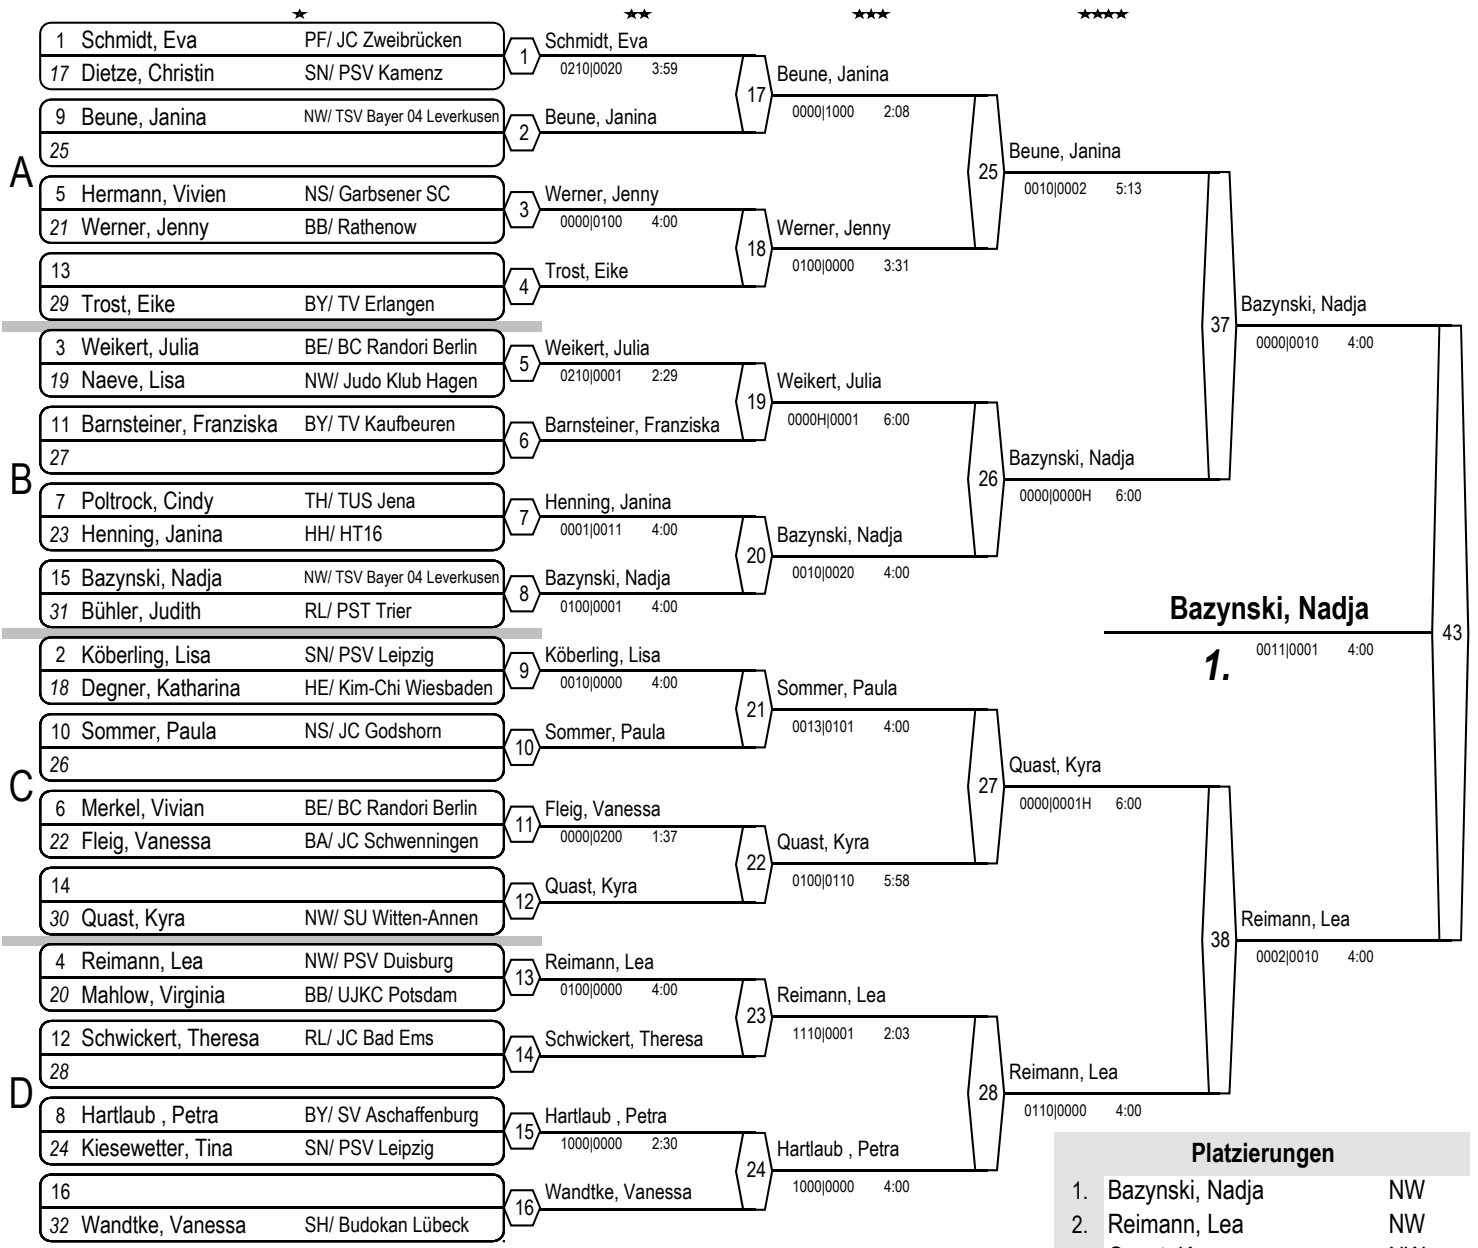 A
1 Schmidt, Eva PF/ JC Zweibrücken
17 Dietze, Christin SN/ PSV Kamenz
9 Beune, Janina NW/ TSV Bayer 04 Leverkusen
25
5 Hermann, Vivien NS/ Garbsener SC
21 Werner, Jenny BB/ Rathenow
13
29 Trost, Eike BY/ TV Erlangen
B
3 Weikert, Julia BE/ BC Randori Berlin
19 Naeve, Lisa NW/ Judo Klub Hagen
11 Barnsteiner, Franziska BY/ TV Kaufbeuren
27
7 Poltrock, Cindy TH/ TUS Jena
23 Henning, Janina HH/ HT16
15 Bazynski, Nadja NW/ TSV Bayer 04 Leverkusen
31 Bühler, Judith RL/ PST Trier
C
2 Köberling, Lisa SN/ PSV Leipzig
18 Degner, Katharina HE/ Kim-Chi Wiesbaden
10 Sommer, Paula NS/ JC Godshorn
26
6 Merkel, Vivian BE/ BC Randori Berlin
22 Fleig, Vanessa BA/ JC Schwenningen
14
30 Quast, Kyra NW/ SU Witten-Annen
D
4 Reimann, Lea NW/ PSV Duisburg
20 Mahlow, Virginia BB/ UJKC Potsdam
12 Schwickert, Theresa RL/ JC Bad Ems
28
8 Hartlaub , Petra BY/ SV Aschaffenburg
24 Kiesewetter, Tina SN/ PSV Leipzig
16
32 Wandtke, Vanessa SH/ Budokan Lübeck
1 Schmidt, Eva
0210|0020 3:59
2 Beune, Janina
3 Werner, Jenny
0000|0100 4:00
4 Trost, Eike
5 Weikert, Julia
0210|0001 2:29
6 Barnsteiner, Franziska
7 Henning, Janina
0001|0011 4:00
8 Bazynski, Nadja
0100|0001 4:00
9 Köberling, Lisa
0010|0000 4:00
10 Sommer, Paula
11 Fleig, Vanessa
0000|0200 1:37
12 Quast, Kyra
13 Reimann, Lea
0100|0000 4:00
14 Schwickert, Theresa
15 Hartlaub , Petra
1000|0000 2:30
16 Wandtke, Vanessa
17 Beune, Janina
0000|1000 2:08
18 Werner, Jenny
0100|0000 3:31
19 Weikert, Julia
0000H|0001 6:00
20 Bazynski, Nadja
0010|0020 4:00
21 Sommer, Paula
0013|0101 4:00
22 Quast, Kyra
0100|0110 5:58
23 Reimann, Lea
1110|0001 2:03
24 Hartlaub , Petra
1000|0000 4:00
25 Beune, Janina
0010|0002 5:13
26 Bazynski, Nadja
0000|0000H 6:00
27 Quast, Kyra
0000|0001H 6:00
28 Reimann, Lea
0110|0000 4:00
37 Bazynski, Nadja
0000|0010 4:00
38 Reimann, Lea
0002|0010 4:00
43 Bazynski, Nadja
1. 0011|0001 4:00
Platzierungen
1. Bazynski, Nadja NW
2. Reimann, Lea NW